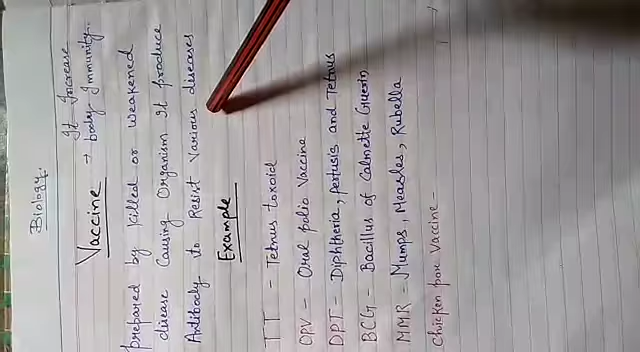 Biology.
Vaccine → It Increase
body Immunity.
prepared by killed or weakened
disease Causing Organism It produce
Antibody to Resist Various diseases
Example
TT - Tetnus toxoid
OPV - Oral polio Vaccine
DPT - Diphtheria, pertusis and Tetnus
BCG - Bacillus of Calmette Guerin
MMR - Mumps, Measles, Rubella
Chicken pox Vaccine -